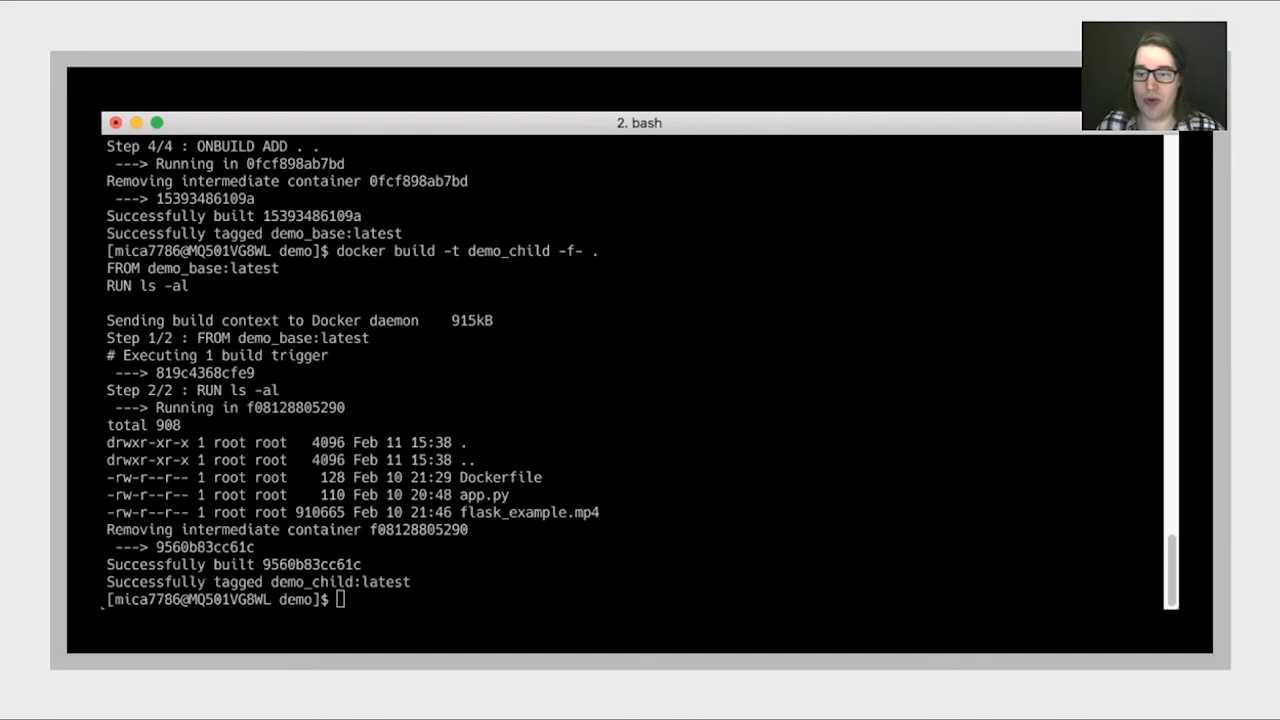 2. bash
Step 4/4 : ONBUILD ADD . .
---> Running in 0fcf898ab7bd
Removing intermediate container 0fcf898ab7bd
---> 15393486109a
Successfully built 15393486109a
Successfully tagged demo_base:latest
[mica7786@MQ501VG8WL demo]$ docker build -t demo_child -f- .
FROM demo_base:latest
RUN ls -al
Sending build context to Docker daemon    915kB
Step 1/2 : FROM demo_base:latest
# Executing 1 build trigger
---> 819c4368cfe9
Step 2/2 : RUN ls -al
---> Running in f08128805290
total 908
drwxr-xr-x 1 root root   4096 Feb 11 15:38 .
drwxr-xr-x 1 root root   4096 Feb 11 15:38 ..
-rw-r--r-- 1 root root    128 Feb 10 21:29 Dockerfile
-rw-r--r-- 1 root root    110 Feb 10 20:48 app.py
-rw-r--r-- 1 root root 910665 Feb 10 21:46 flask_example.mp4
Removing intermediate container f08128805290
---> 9560b83cc61c
Successfully built 9560b83cc61c
Successfully tagged demo_child:latest
[mica7786@MQ501VG8WL demo]$